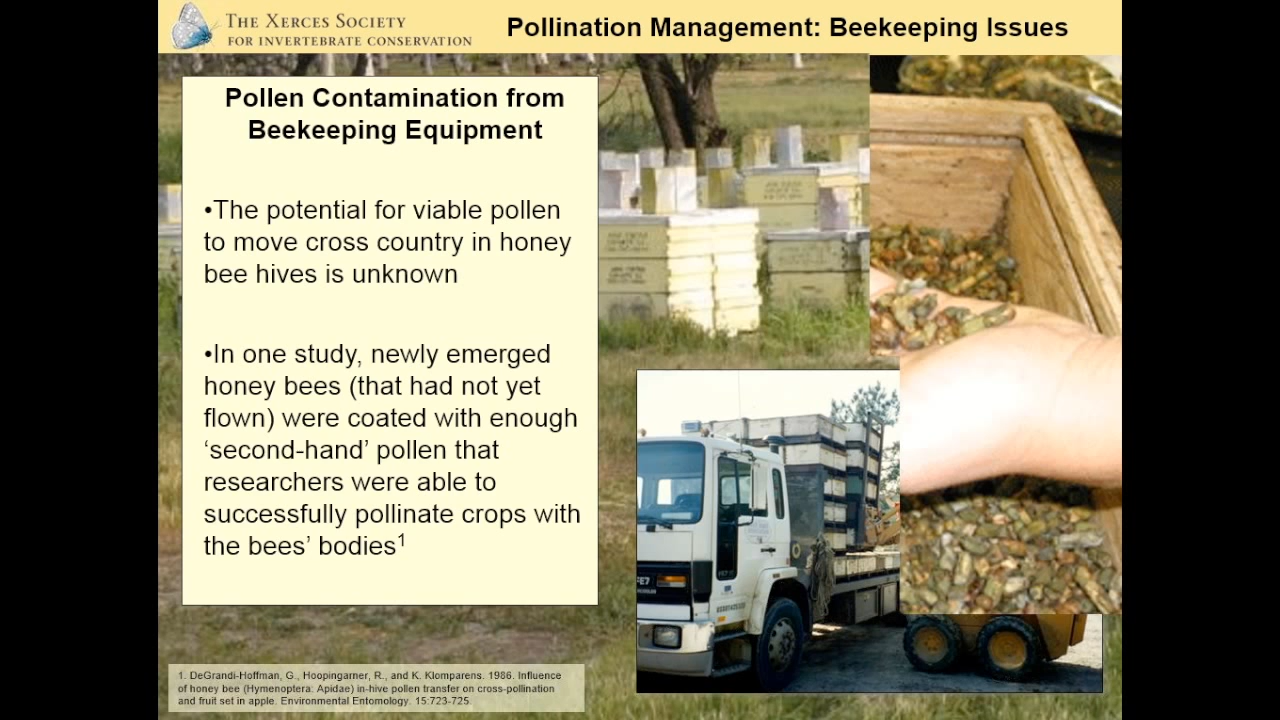 THE XERCES SOCIETY
FOR INVERTEBRATE CONSERVATION
Pollination Management: Beekeeping Issues
Pollen Contamination from
Beekeeping Equipment
•The potential for viable pollen
to move cross country in honey
bee hives is unknown
•In one study, newly emerged
honey bees (that had not yet
flown) were coated with enough
‘second-hand’ pollen that
researchers were able to
successfully pollinate crops with
the bees’ bodies1
FE7
1. DeGrandi-Hoffman, G., Hoopingarner, R., and K. Klomparens. 1986. Influence
of honey bee (Hymenoptera: Apidae) in-hive pollen transfer on cross-pollination
and fruit set in apple. Environmental Entomology. 15:723-725.